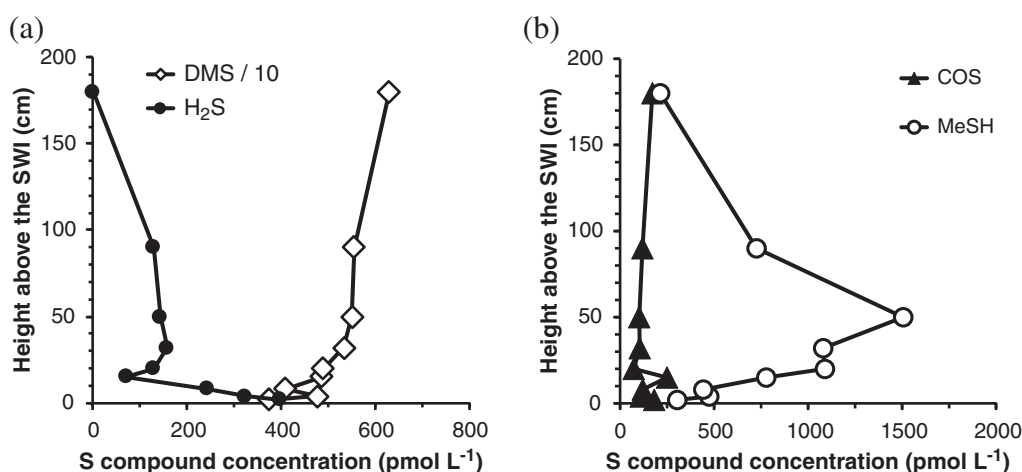 (a)
200
150
100
50
0
0 200 400 600 800
Height above the SWI (cm)
S compound concentration (pmol L⁻¹)
DMS / 10
H₂S
(b)
200
150
100
50
0
0 500 1000 1500 2000
Height above the SWI (cm)
S compound concentration (pmol L⁻¹)
COS
MeSH